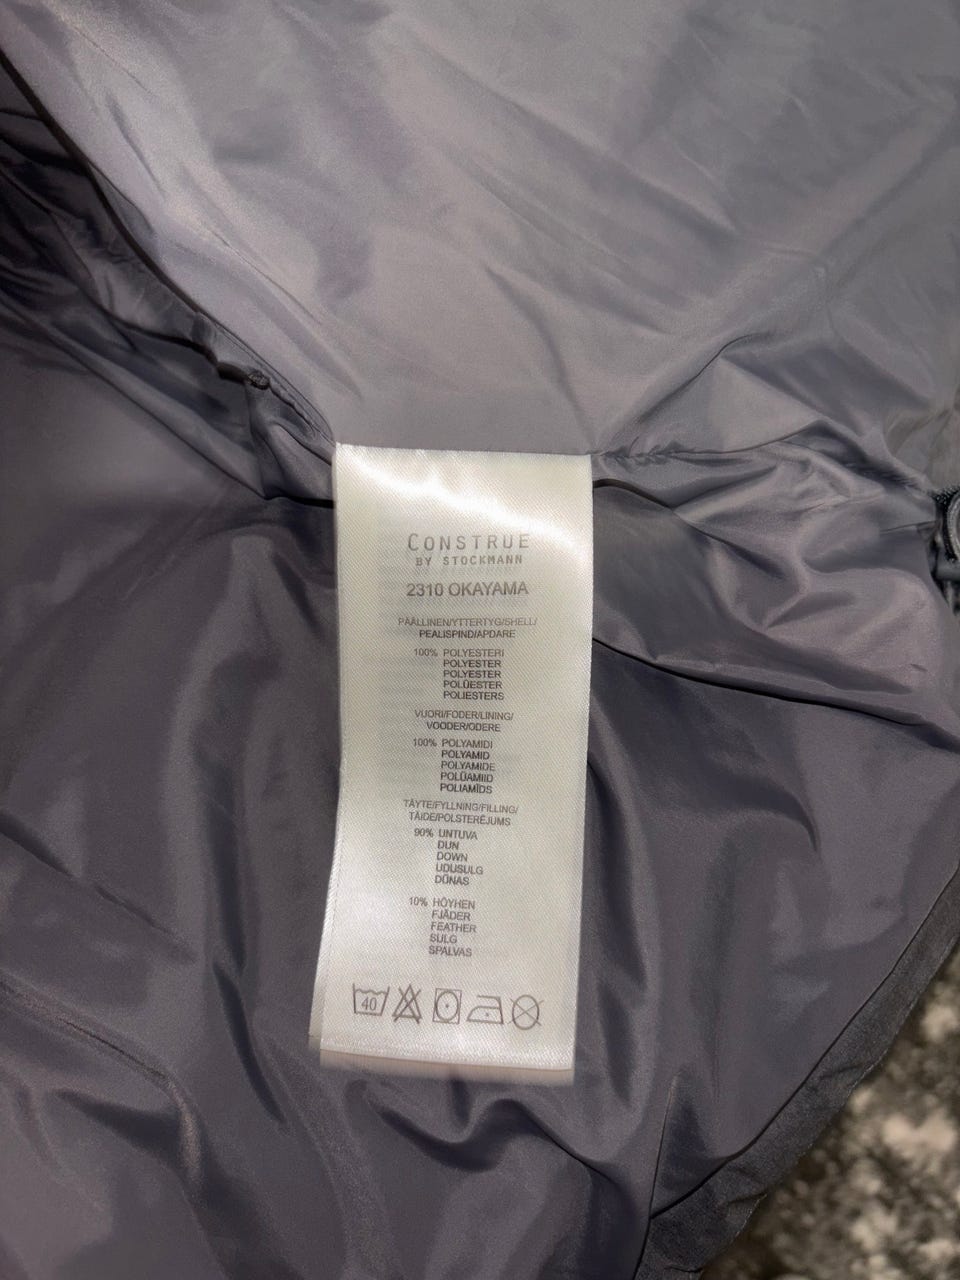 CONSTRUE
BY STOCKMANN
2310 OKAYAMA
PÄÄLLINEN/YTTERTYG/SHELL/
PEALISPIND/APDARE
100% POLYESTERI
POLYESTER
POLYESTER
POLÜESTER
POLIESTERS
VUORI/FODER/LINING/
VOODER/ODERE
100% POLYAMIDI
POLYAMID
POLYAMIDE
POLÜAMIID
POLIAMĪDS
TÄYTE/FYLLNING/FILLING/
TÄIDE/POLSTERĒJUMS
90% UNTUVA
DUN
DOWN
UDUSULG
DŪNAS
10% HÖYHEN
FJÄDER
FEATHER
SULG
SPALVAS
40